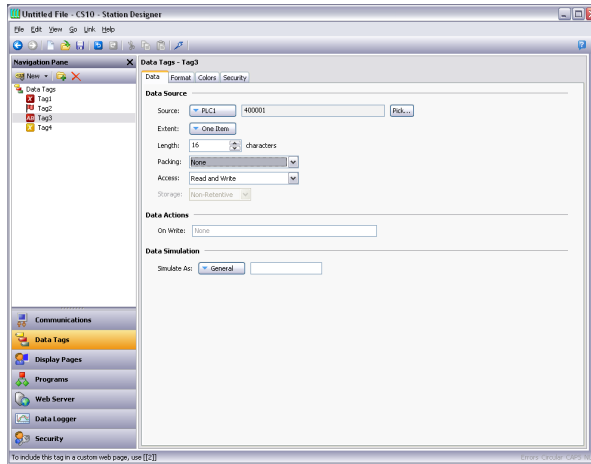 Untitled File - CS10 - Station Designer
File Edit View Go Link Help
Navigation Pane X
New
Data Tags
Tag1
Tag2
Tag3
Tag4
Communications
Data Tags
Display Pages
Programs
Web Server
Data Logger
Security
Data Tags - Tag3
Data Format Colors Security
Data Source
Source: PLC1 400001 Pick...
Extent: One Item
Length: 16 characters
Packing: None
Access: Read and Write
Storage: Non-Retentive
Data Actions
On Write: None
Data Simulation
Simulate As: General
To include this tag in a custom web page, use [[2]] Errors Circular CAPS